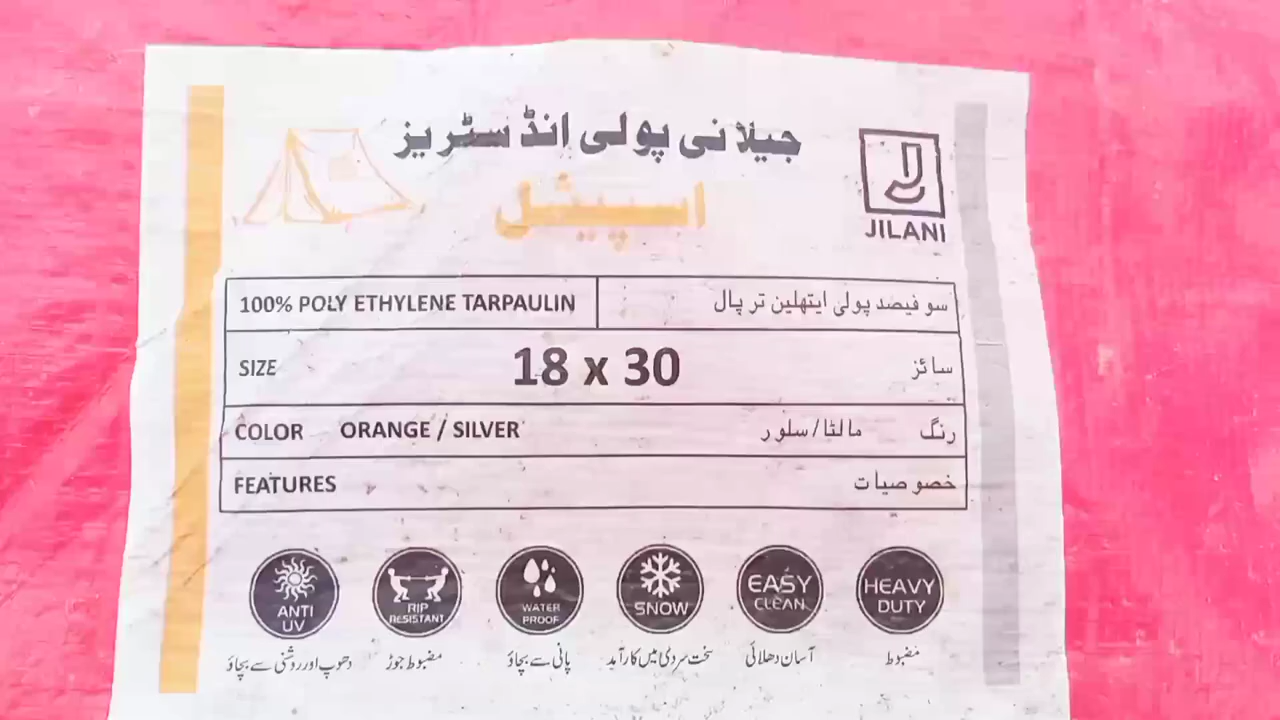 جیلانی پولی انڈسٹریز
اسپیشل
JILANI
100% POLY ETHYLENE TARPAULIN سو فیصد پولی ایتھلین ترپال
SIZE 18 x 30 سائز
COLOR ORANGE / SILVER مالٹا/سلور رنگ
FEATURES خصوصیات
ANTI UV
RIP RESISTANT
WATER PROOF
SNOW
EASY CLEAN
HEAVY DUTY
دھوپ اور روشنی سے بچاؤ
مضبوط جوڑ
پانی سے بچاؤ
سخت سردی میں کارآمد
آسان دھلائی
مضبوط